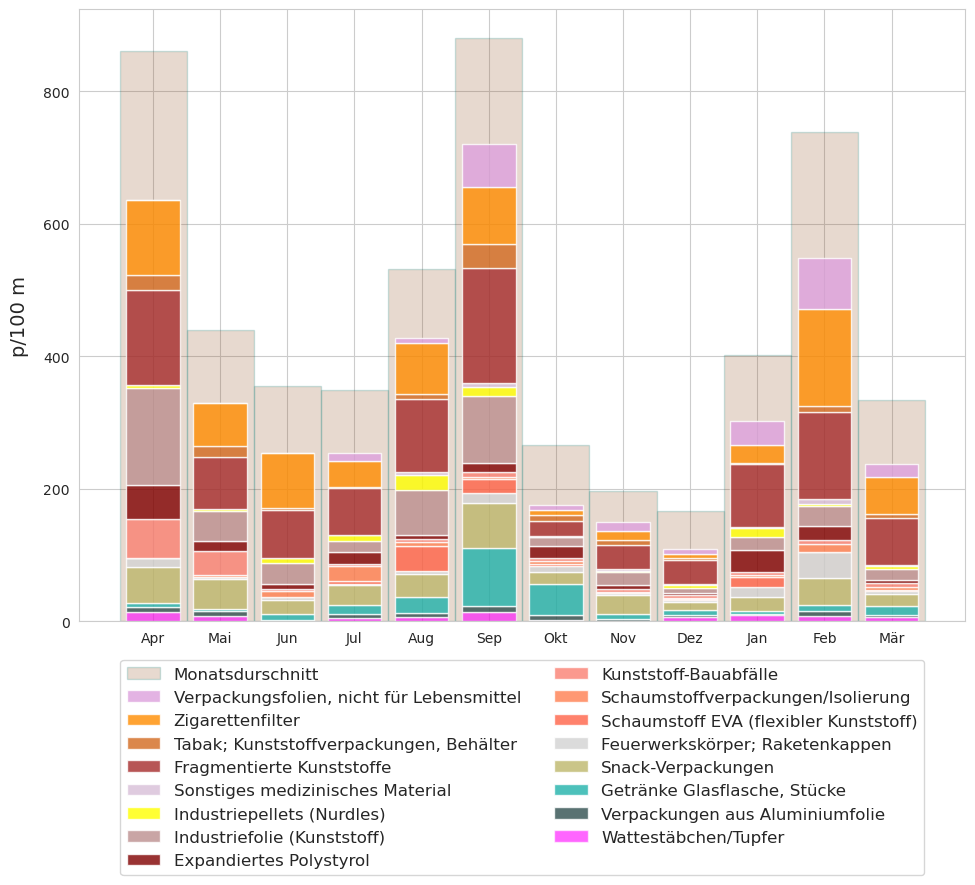 800
600
400
200
0
p/100 m
Apr Mai Jun Jul Aug Sep Okt Nov Dez Jan Feb Mär
Monatsdurschnitt
Verpackungsfolien, nicht für Lebensmittel
Zigarettenfilter
Tabak; Kunststoffverpackungen, Behälter
Fragmentierte Kunststoffe
Sonstiges medizinisches Material
Industriepellets (Nurdles)
Industriefolie (Kunststoff)
Expandiertes Polystyrol
Kunststoff-Bauabfälle
Schaumstoffverpackungen/Isolierung
Schaumstoff EVA (flexibler Kunststoff)
Feuerwerkskörper; Raketenkappen
Snack-Verpackungen
Getränke Glasflasche, Stücke
Verpackungen aus Aluminiumfolie
Wattestäbchen/Tupfer